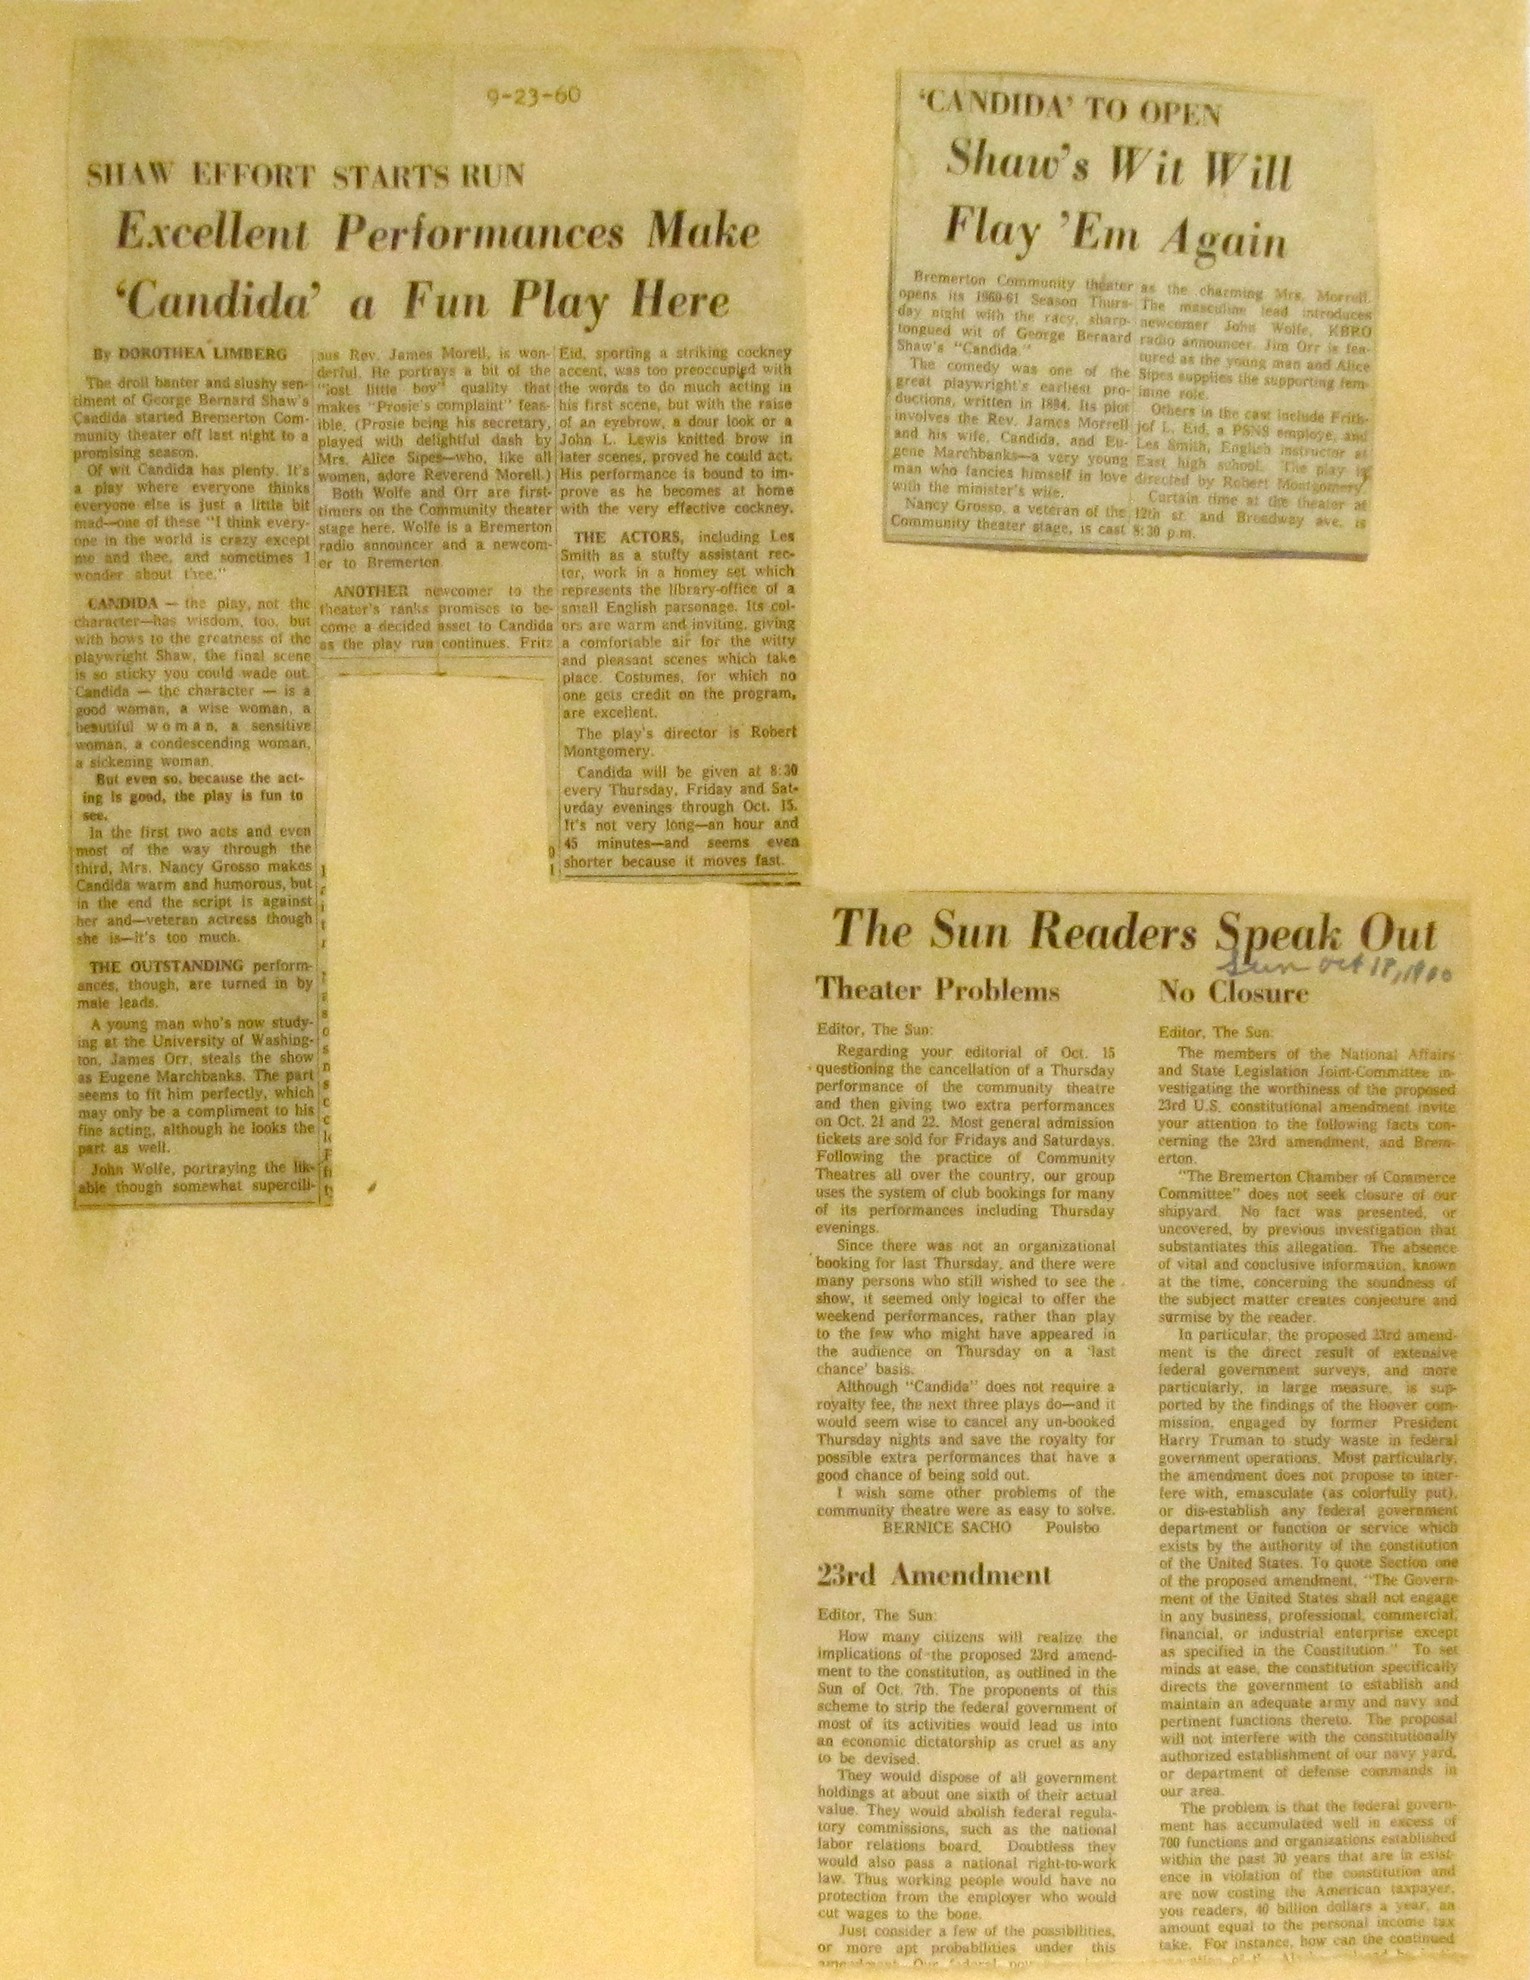 9-23-60
SHAW EFFORT STARTS RUN
Excellent Performances Make
'Candida' a Fun Play Here
By DOROTHEA LIMBERG
The droll banter and slushy sen-
timent of George Bernard Shaw's
Candida started Bremerton Com-
munity theater off last night to a
promising season.
Of wit Candida has plenty. It's
a play where everyone thinks
everyone else is just a little bit
mad—one of these "I think every-
one in the world is crazy except
me and thee, and sometimes I
wonder about thee."
CANDIDA — the play, not the
character—has wisdom, too, but
with bows to the greatness of the
playwright Shaw, the final scene
is so sticky you could wade out.
Candida — the character — is a
good woman, a wise woman, a
beautiful woman, a sensitive
woman, a condescending woman,
a sickening woman.
But even so, because the act-
ing is good, the play is fun to
see.
In the first two acts and even
most of the way through the
third, Mrs. Nancy Grosso makes
Candida warm and humorous, but
in the end the script is against
her and—veteran actress though
she is—it's too much.
THE OUTSTANDING perform-
ances, though, are turned in by
male leads.
A young man who's now study-
ing at the University of Washing-
ton, James Orr, steals the show
as Eugene Marchbanks. The part
seems to fit him perfectly, which
may only be a compliment to his
fine acting, although he looks the
part as well.
John Wolfe, portraying the lik-
able though somewhat supercili-
ous Rev. James Morell, is won-
derful. He portrays a bit of the
"lost little boy" quality that
makes "Prosie's complaint" feas-
ible. (Prosie being his secretary,
played with delightful dash by
Mrs. Alice Sipes—who, like all
women, adore Reverend Morell.)
Both Wolfe and Orr are first-
timers on the Community theater
stage here. Wolfe is a Bremerton
radio announcer and a newcom-
er to Bremerton.
ANOTHER newcomer to the
theater's ranks promises to be-
come a decided asset to Candida
as the play run continues. Fritz
Eid, sporting a striking cockney
accent, was too preoccupied with
the words to do much acting in
his first scene, but with the raise
of an eyebrow, a dour look or a
John L. Lewis knitted brow in
later scenes, proved he could act.
His performance is bound to im-
prove as he becomes at home
with the very effective cockney.
THE ACTORS, including Les
Smith as a stuffy assistant rec-
tor, work in a homey set which
represents the library-office of a
small English parsonage. Its col-
ors are warm and inviting, giving
a comfortable air for the witty
and pleasant scenes which take
place. Costumes, for which no
one gets credit on the program,
are excellent.
The play's director is Robert
Montgomery.
Candida will be given at 8:30
every Thursday, Friday and Sat-
urday evenings through Oct. 15.
It's not very long—an hour and
45 minutes—and seems even
shorter because it moves fast.
'CANDIDA' TO OPEN
Shaw's Wit Will
Flay 'Em Again
Bremerton Community theater
opens its 1960-61 Season Thurs-
day night with the racy, sharp-
tongued wit of George Bernard
Shaw's "Candida."
The comedy was one of the
great playwright's earliest pro-
ductions, written in 1894. Its plot
involves the Rev. James Morrell
and his wife, Candida, and Eu-
gene Marchbanks—a very young
man who fancies himself in love
with the minister's wife.
Nancy Grosso, a veteran of the
Community theater stage, is cast
as the charming Mrs. Morrell.
The masculine lead introduces
newcomer John Wolfe, KBRO
radio announcer. Jim Orr is fea-
tured as the young man and Alice
Sipes supplies the supporting fem-
inine role.
Others in the cast include Frith-
jof L. Eid, a PSNS employe, and
Les Smith, English instructor at
East high school. The play is
directed by Robert Montgomery.
Curtain time at the theater at
12th st. and Broadway ave. is
8:30 p.m.
The Sun Readers Speak Out
Sun Oct 18, 1960
Theater Problems
Editor, The Sun:
Regarding your editorial of Oct. 15
questioning the cancellation of a Thursday
performance of the community theatre
and then giving two extra performances
on Oct. 21 and 22. Most general admission
tickets are sold for Fridays and Saturdays.
Following the practice of Community
Theatres all over the country, our group
uses the system of club bookings for many
of its performances including Thursday
evenings.
Since there was not an organizational
booking for last Thursday, and there were
many persons who still wished to see the
show, it seemed only logical to offer the
weekend performances, rather than play
to the few who might have appeared in
the audience on Thursday on a 'last
chance' basis.
Although "Candida" does not require a
royalty fee, the next three plays do—and it
would seem wise to cancel any un-booked
Thursday nights and save the royalty for
possible extra performances that have a
good chance of being sold out.
I wish some other problems of the
community theatre were as easy to solve.
BERNICE SACHO Poulsbo
23rd Amendment
Editor, The Sun:
How many citizens will realize the
implications of the proposed 23rd amend-
ment to the constitution, as outlined in the
Sun of Oct. 7th. The proponents of this
scheme to strip the federal government of
most of its activities would lead us into
an economic dictatorship as cruel as any
to be devised.
They would dispose of all government
holdings at about one sixth of their actual
value. They would abolish federal regula-
tory commissions, such as the national
labor relations board. Doubtless they
would also pass a national right-to-work
law. Thus working people would have no
protection from the employer who would
cut wages to the bone.
Just consider a few of the possibilities,
or more apt probabilities under this
No Closure
Editor, The Sun:
The members of the National Affairs
and State Legislation Joint-Committee in-
vestigating the worthiness of the proposed
23rd U.S. constitutional amendment invite
your attention to the following facts con-
cerning the 23rd amendment, and Brem-
erton.
"The Bremerton Chamber of Commerce
Committee" does not seek closure of our
shipyard. No fact was presented, or
uncovered, by previous investigation that
substantiates this allegation. The absence
of vital and conclusive information, known
at the time, concerning the soundness of
the subject matter creates conjecture and
surmise by the reader.
In particular, the proposed 23rd amend-
ment is the direct result of extensive
federal government surveys, and more
particularly, in large measure, is sup-
ported by the findings of the Hoover com-
mission, engaged by former President
Harry Truman to study waste in federal
government operations. Most particularly,
the amendment does not propose to inter-
fere with, emasculate (as colorfully put),
or dis-establish any federal government
department or function or service which
exists by the authority of the constitution
of the United States. To quote Section one
of the proposed amendment, "The Govern-
ment of the United States shall not engage
in any business, professional, commercial,
financial, or industrial enterprise except
as specified in the Constitution." To set
minds at ease, the constitution specifically
directs the government to establish and
maintain an adequate army and navy and
pertinent functions thereto. The proposal
will not interfere with the constitutionally
authorized establishment of our navy yard,
or department of defense commands in
our area.
The problem is that the federal govern-
ment has accumulated well in excess of
700 functions and organizations established
within the past 30 years that are in exist-
ence in violation of the constitution and
are now costing the American taxpayer,
you readers, 40 billion dollars a year, an
amount equal to the personal income tax
take. For instance, how can the continued